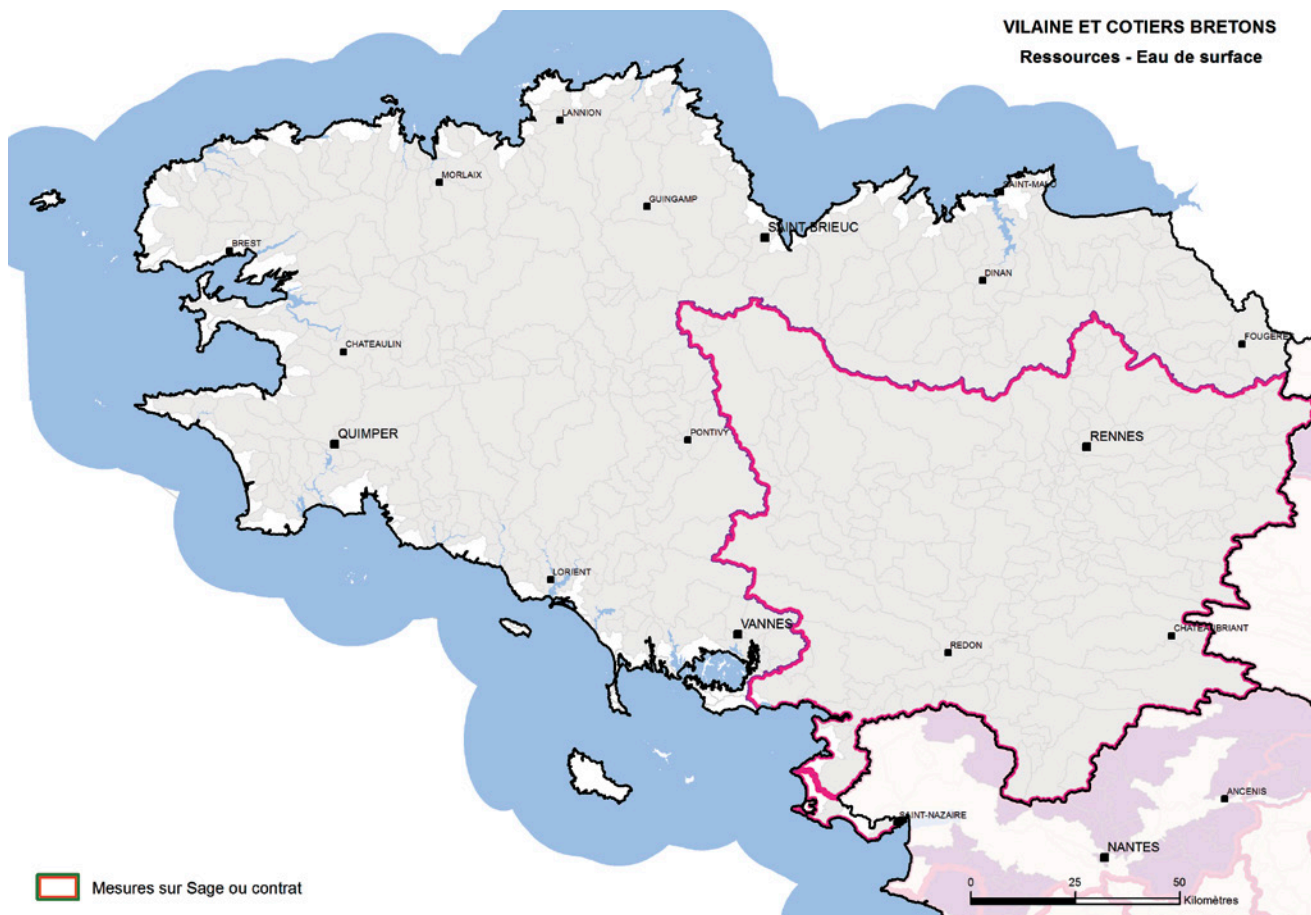 VILAINE ET COTIERS BRETONS
Ressources - Eau de surface
LANNION
MORLAIX
GUINGAMP
SAINT-MALO
SAINT BRIEUC
BREST
DINAN
CHATEAULIN
FOUGERES
QUIMPER
PONTIVY
RENNES
LORIENT
VANNES
REDON
CHATEAUBRIANT
ANCENIS
SAINT-NAZAIRE
NANTES
Mesures sur Sage ou contrat
0 25 50
Kilomètres